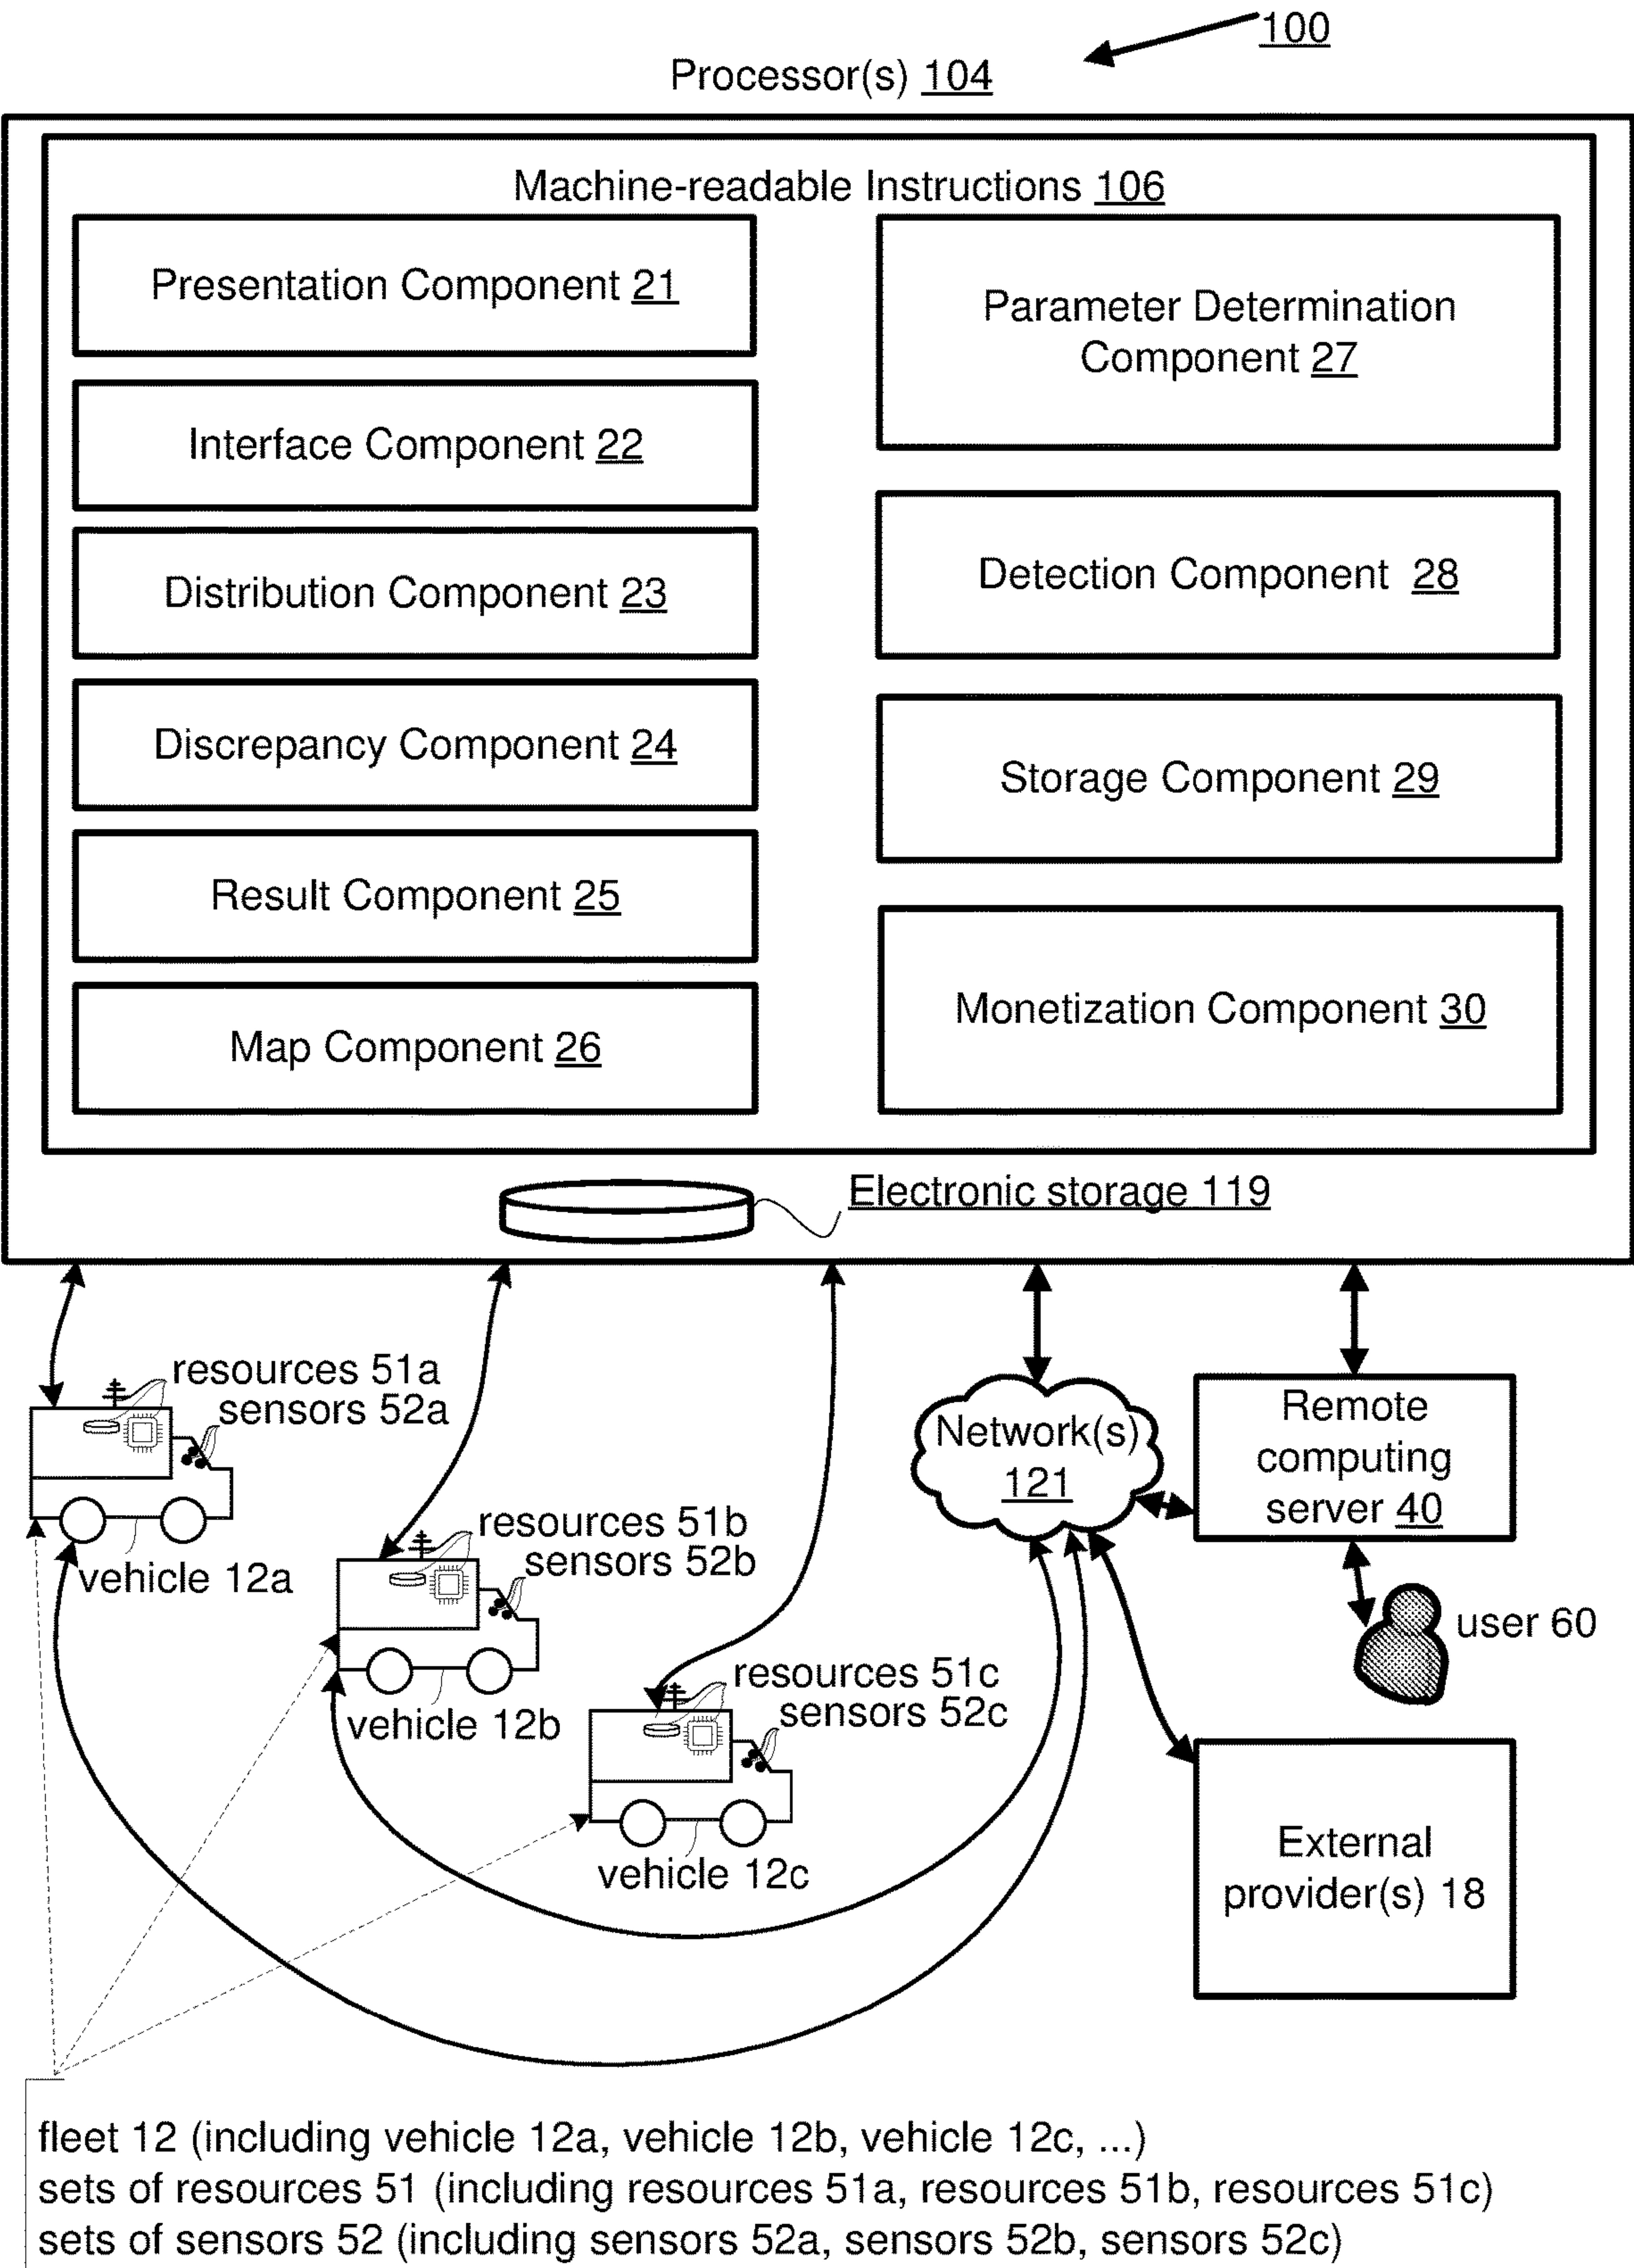 100
Processor(s) 104
Machine-readable Instructions 106
Presentation Component 21
Interface Component 22
Distribution Component 23
Discrepancy Component 24
Result Component 25
Map Component 26
Parameter Determination
Component 27
Detection Component 28
Storage Component 29
Monetization Component 30
Electronic storage 119
resources 51a
sensors 52a
vehicle 12a
resources 51b
sensors 52b
vehicle 12b
resources 51c
sensors 52c
vehicle 12c
Network(s)
121
Remote
computing
server 40
user 60
External
provider(s) 18
fleet 12 (including vehicle 12a, vehicle 12b, vehicle 12c, ...)
sets of resources 51 (including resources 51a, resources 51b, resources 51c)
sets of sensors 52 (including sensors 52a, sensors 52b, sensors 52c)